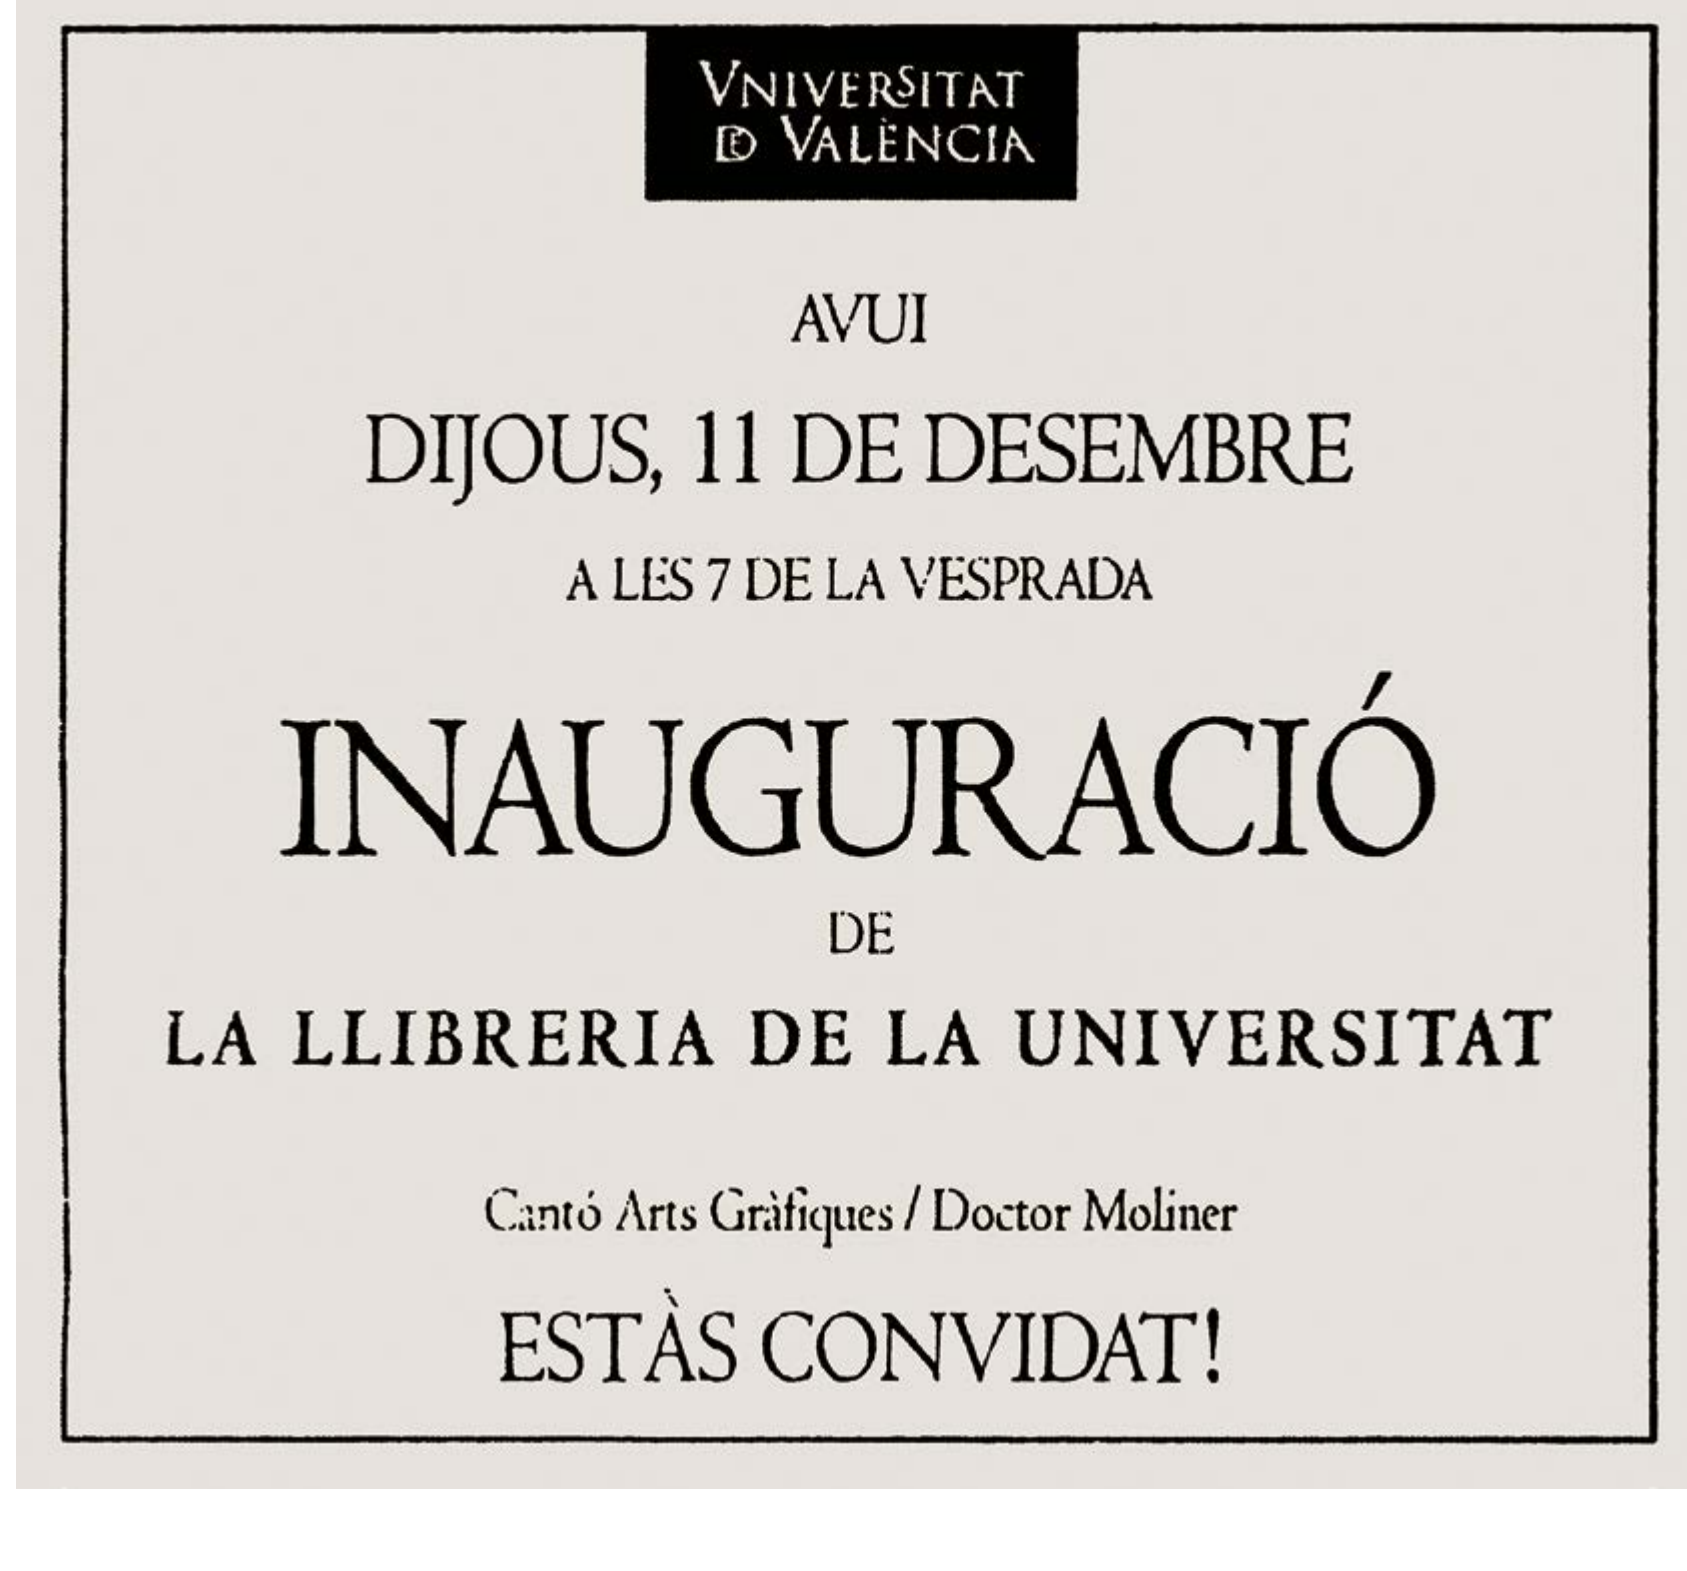 VNIVERSITAT
DE VALÈNCIA
AVUI
DIJOUS, 11 DE DESEMBRE
A LES 7 DE LA VESPRADA
INAUGURACIÓ
DE
LA LLIBRERIA DE LA UNIVERSITAT
Cantó Arts Gràfiques / Doctor Moliner
ESTÀS CONVIDAT!